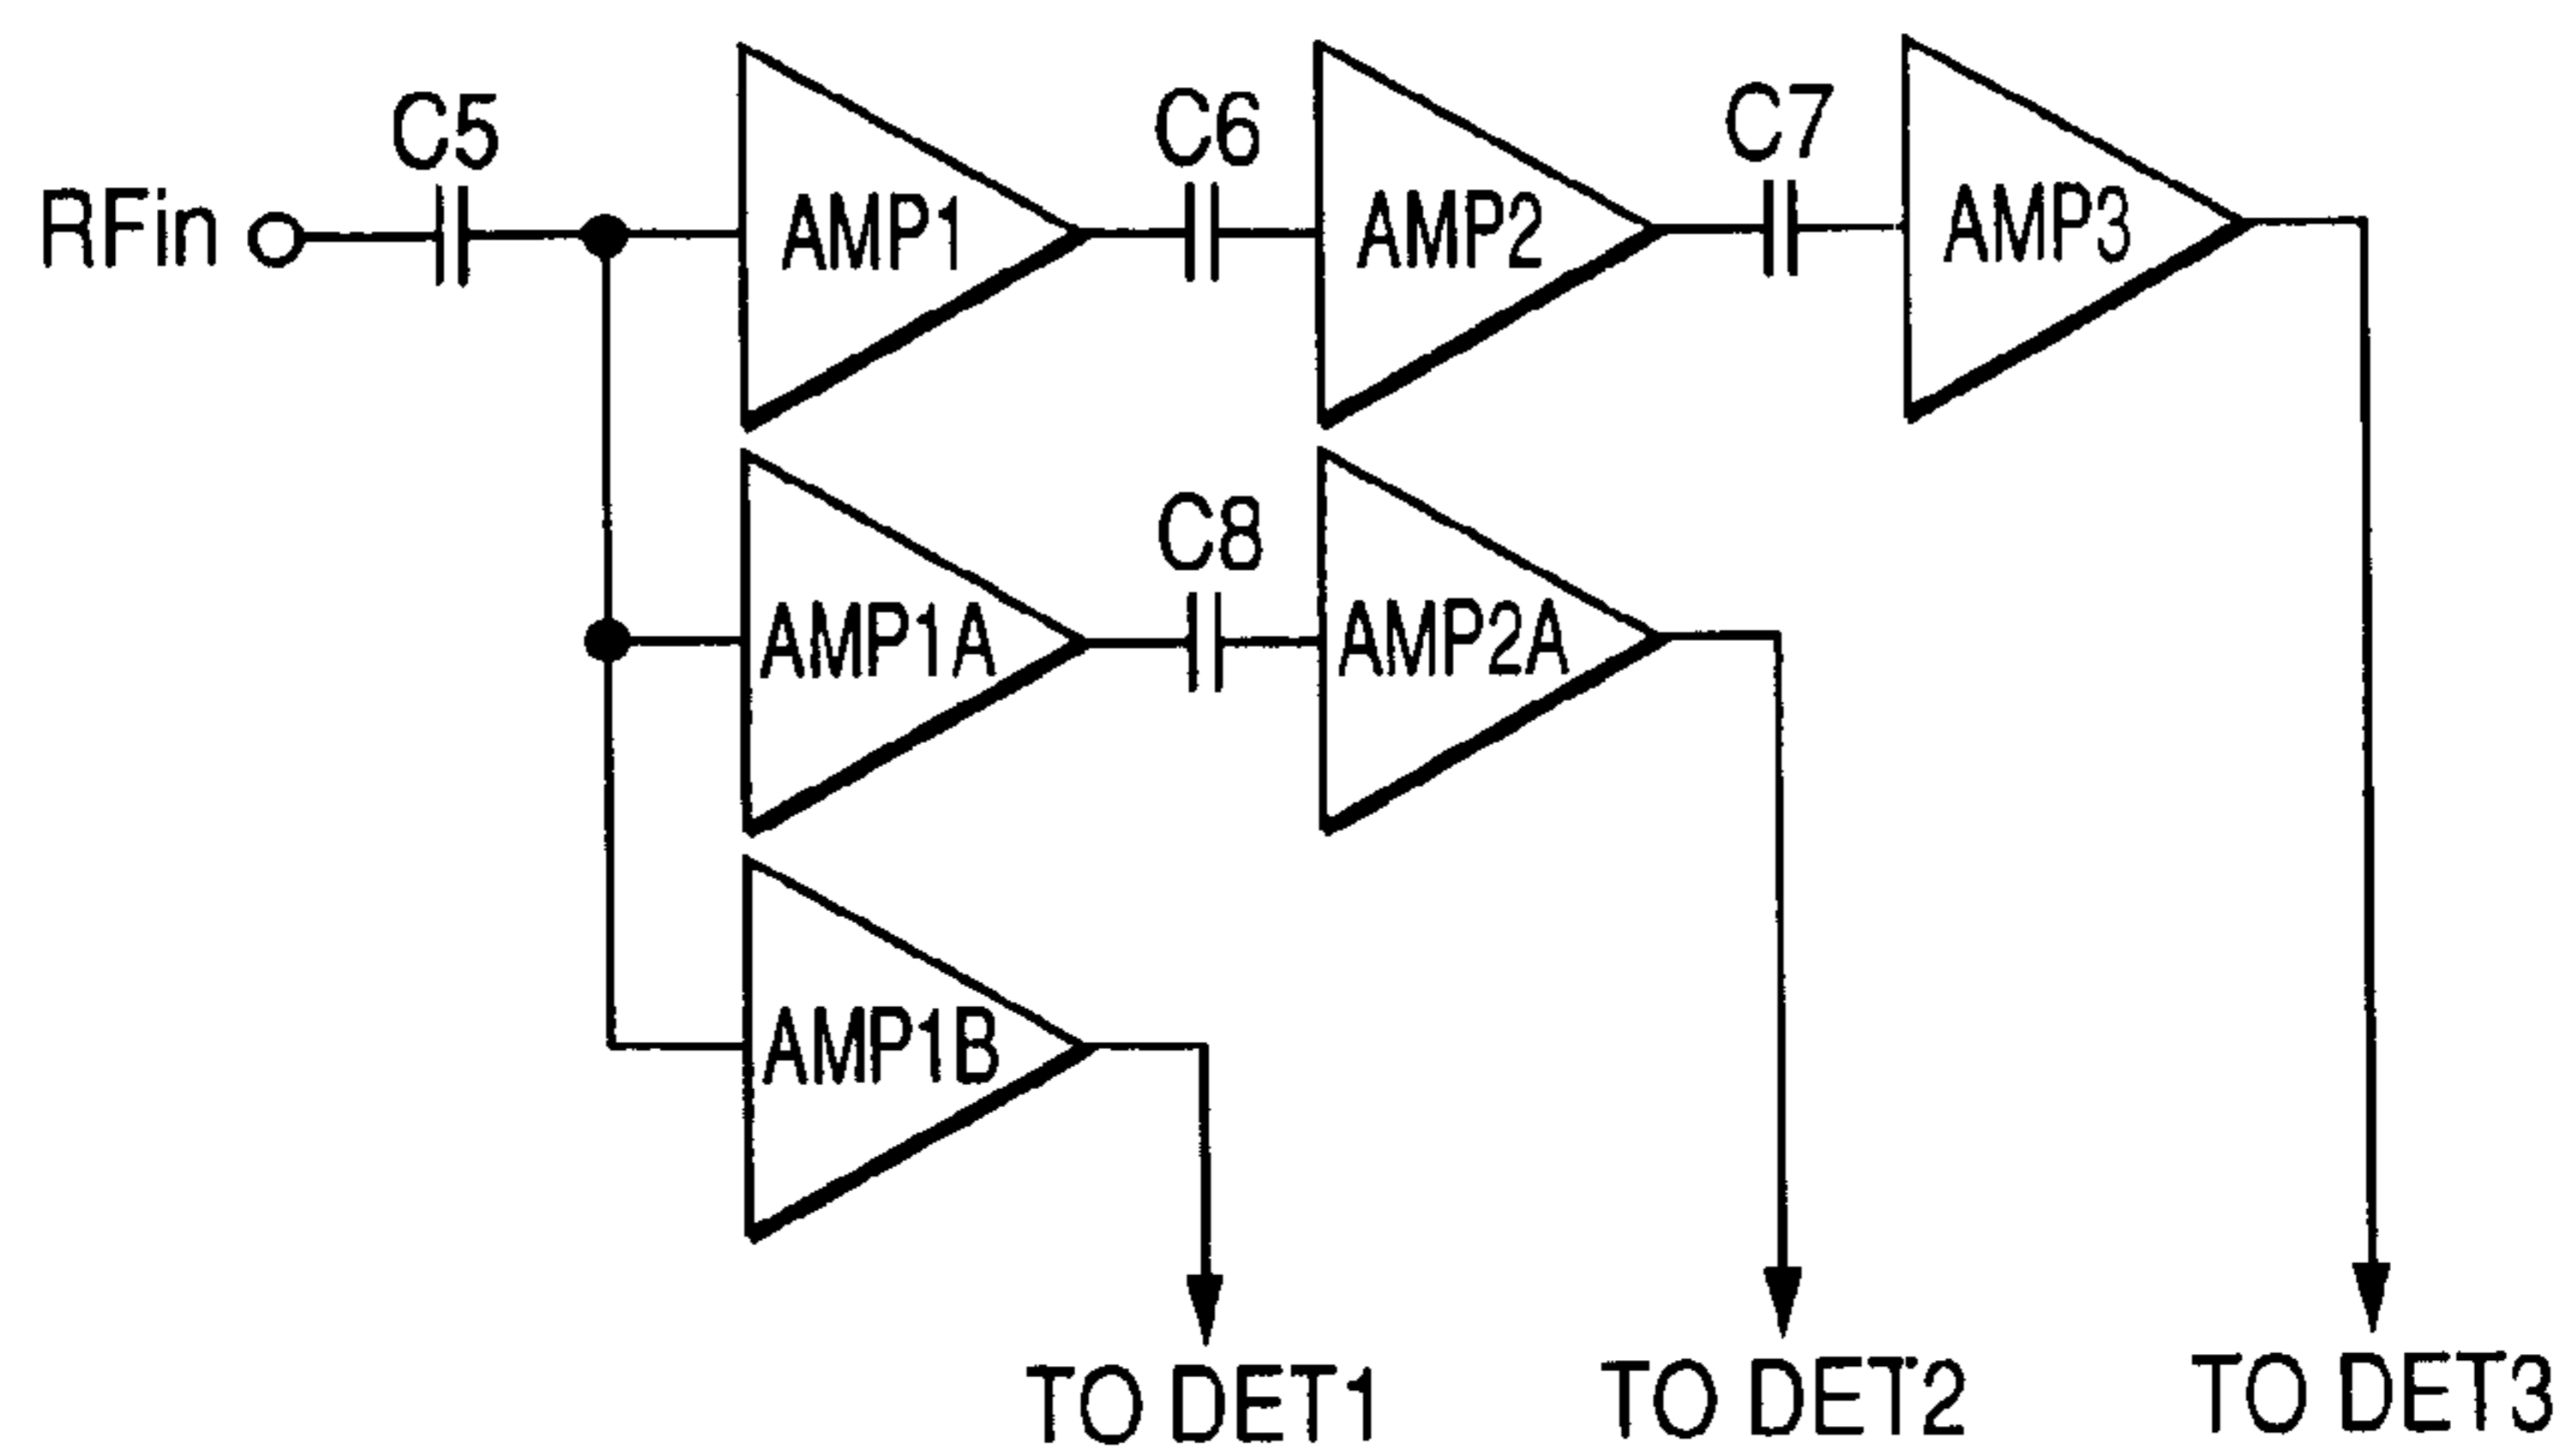 C5
C6
C7
RFin
AMP1
AMP2
AMP3
C8
AMP1A
AMP2A
AMP1B
TO DET1
TO DET2
TO DET3